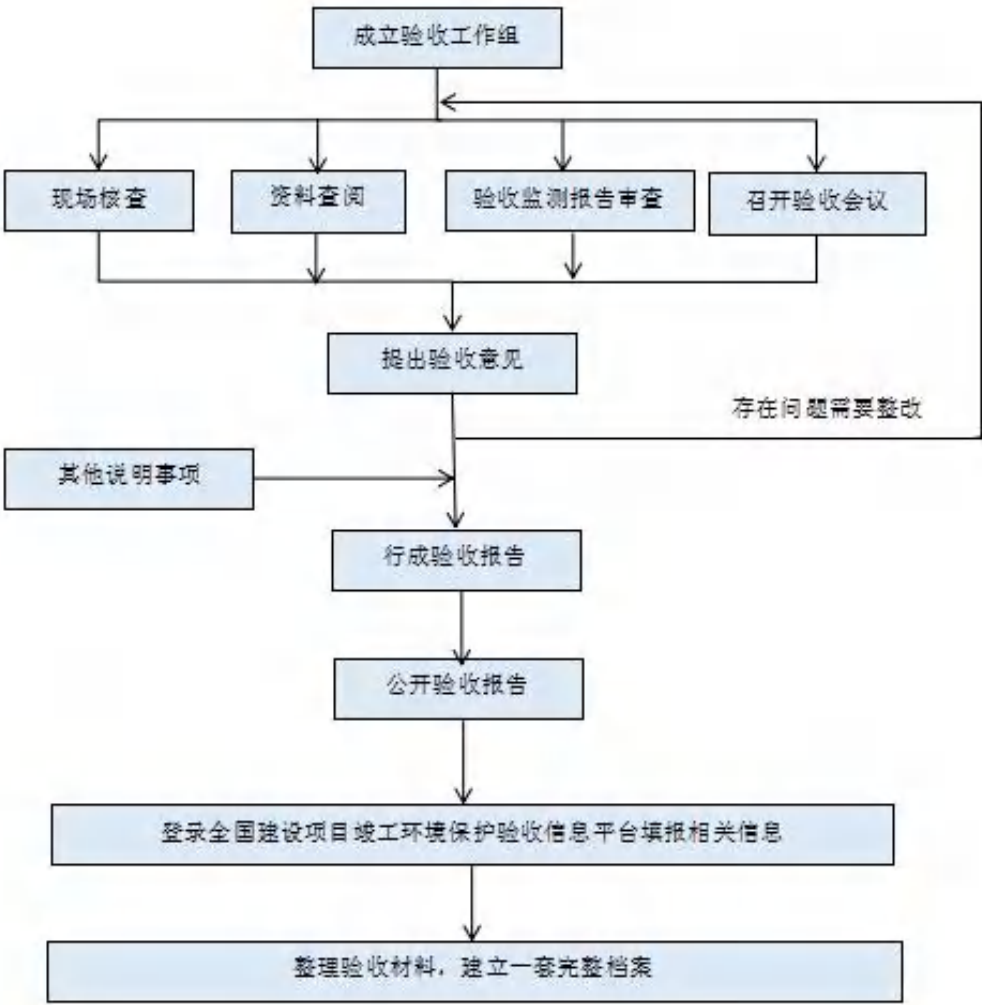 成立验收工作组
现场核查
资料查阅
验收监测报告审查
召开验收会议
提出验收意见
存在问题需要整改
其他说明事项
行成验收报告
公开验收报告
登录全国建设项目竣工环境保护验收信息平台填报相关信息
整理验收材料，建立一套完整档案